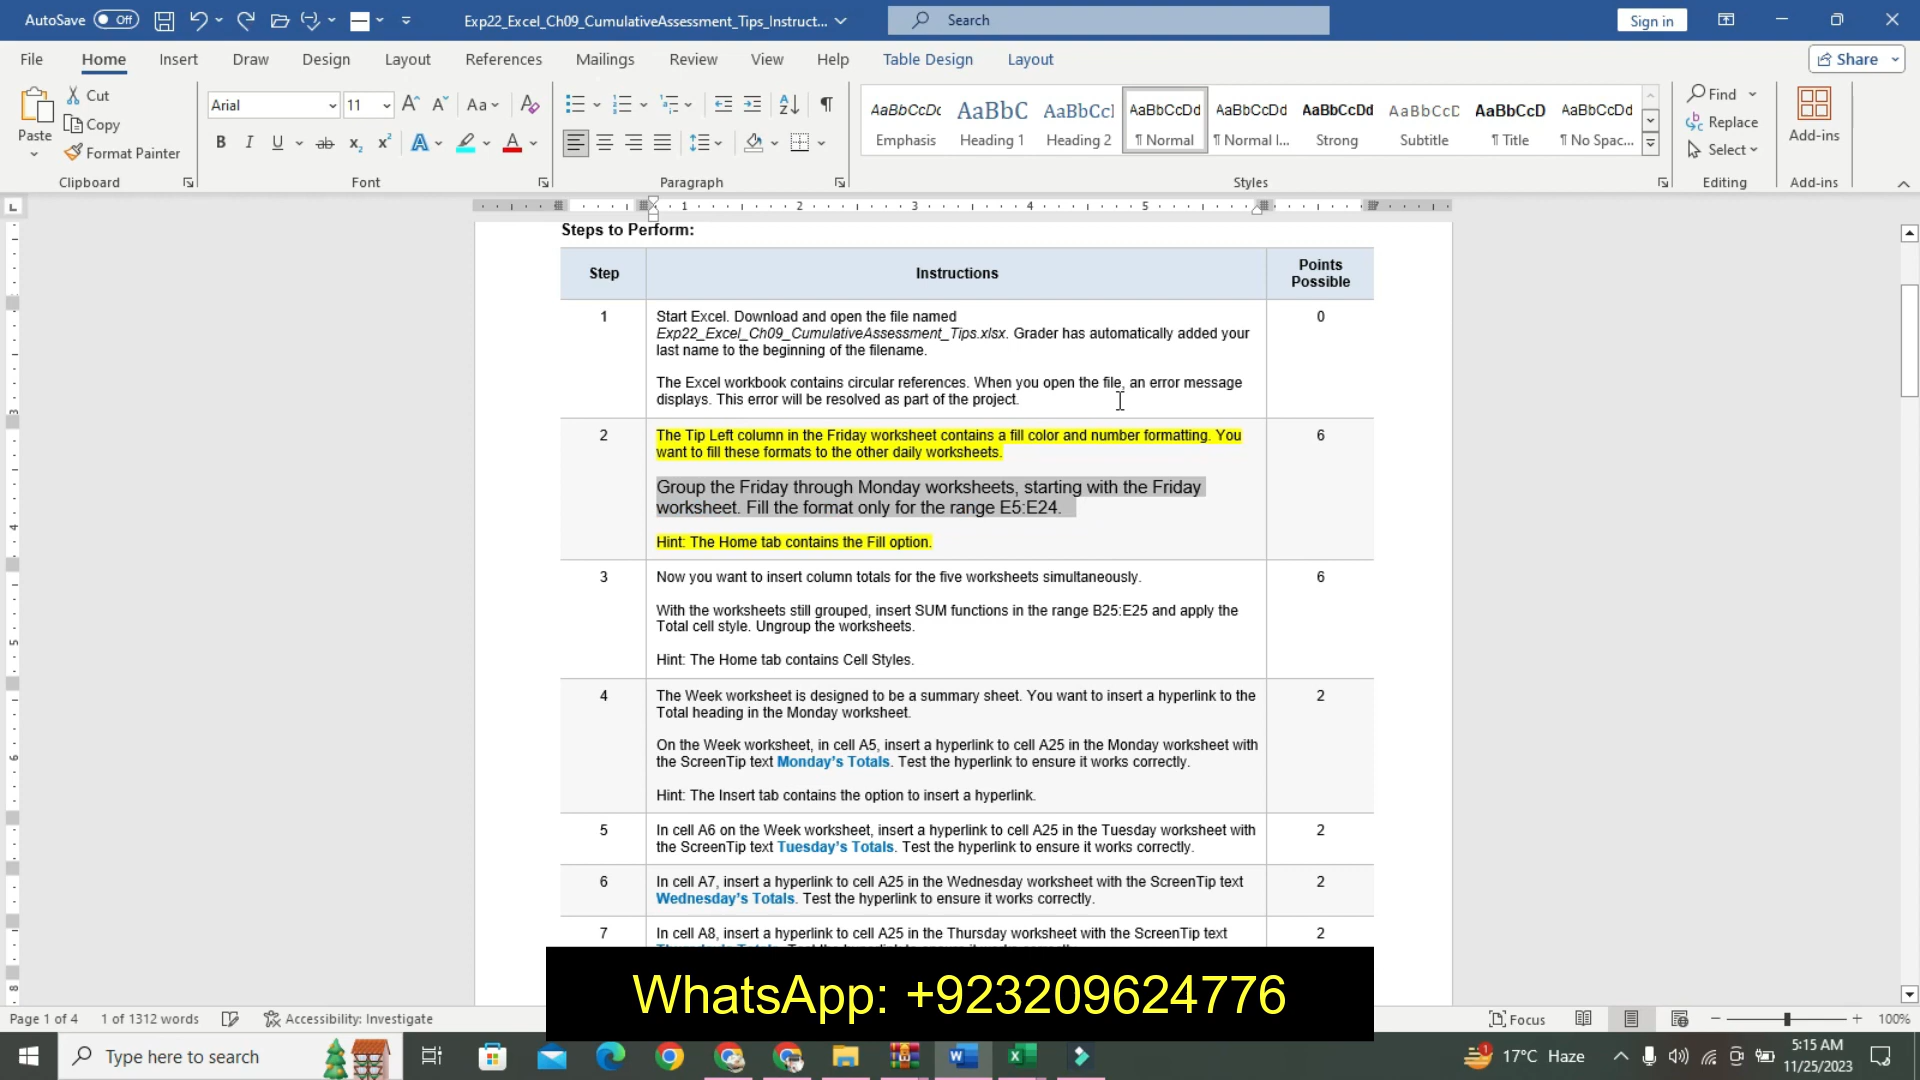 AutoSave Off Exp22_Excel_Ch09_CumulativeAssessment_Tips_Instruct... Search Sign in
File Home Insert Draw Design Layout References Mailings Review View Help Table Design Layout Share
Paste Cut Copy Format Painter
Arial 11
Aa
B I U ab x₂ x² A A
AaBbCcDd AaBbC AaBbCcI AaBbCcDd AaBbCcDd AaBbCcDd AaBbCcD AaBbCcD AaBbCcDd
Emphasis Heading 1 Heading 2 ¶ Normal ¶ Normal I... Strong Subtitle ¶ Title ¶ No Spac...
Find Replace Select
Add-ins
Clipboard Font Paragraph Styles Editing Add-ins
1 2 3 4 5
Steps to Perform:
Step Instructions Points Possible
1 Start Excel. Download and open the file named 0
Exp22_Excel_Ch09_CumulativeAssessment_Tips.xlsx. Grader has automatically added your
last name to the beginning of the filename.
The Excel workbook contains circular references. When you open the file, an error message
displays. This error will be resolved as part of the project.
2 The Tip Left column in the Friday worksheet contains a fill color and number formatting. You 6
want to fill these formats to the other daily worksheets.
Group the Friday through Monday worksheets, starting with the Friday
worksheet. Fill the format only for the range E5:E24.
Hint: The Home tab contains the Fill option.
3 Now you want to insert column totals for the five worksheets simultaneously. 6
With the worksheets still grouped, insert SUM functions in the range B25:E25 and apply the
Total cell style. Ungroup the worksheets.
Hint: The Home tab contains Cell Styles.
4 The Week worksheet is designed to be a summary sheet. You want to insert a hyperlink to the 2
Total heading in the Monday worksheet.
On the Week worksheet, in cell A5, insert a hyperlink to cell A25 in the Monday worksheet with
the ScreenTip text Monday’s Totals. Test the hyperlink to ensure it works correctly.
Hint: The Insert tab contains the option to insert a hyperlink.
5 In cell A6 on the Week worksheet, insert a hyperlink to cell A25 in the Tuesday worksheet with 2
the ScreenTip text Tuesday’s Totals. Test the hyperlink to ensure it works correctly.
6 In cell A7, insert a hyperlink to cell A25 in the Wednesday worksheet with the ScreenTip text 2
Wednesday’s Totals. Test the hyperlink to ensure it works correctly.
7 In cell A8, insert a hyperlink to cell A25 in the Thursday worksheet with the ScreenTip text 2
WhatsApp: +923209624776
Page 1 of 4 1 of 1312 words Accessibility: Investigate Focus 100%
Type here to search 17°C Haze 5:15 AM
11/25/2023